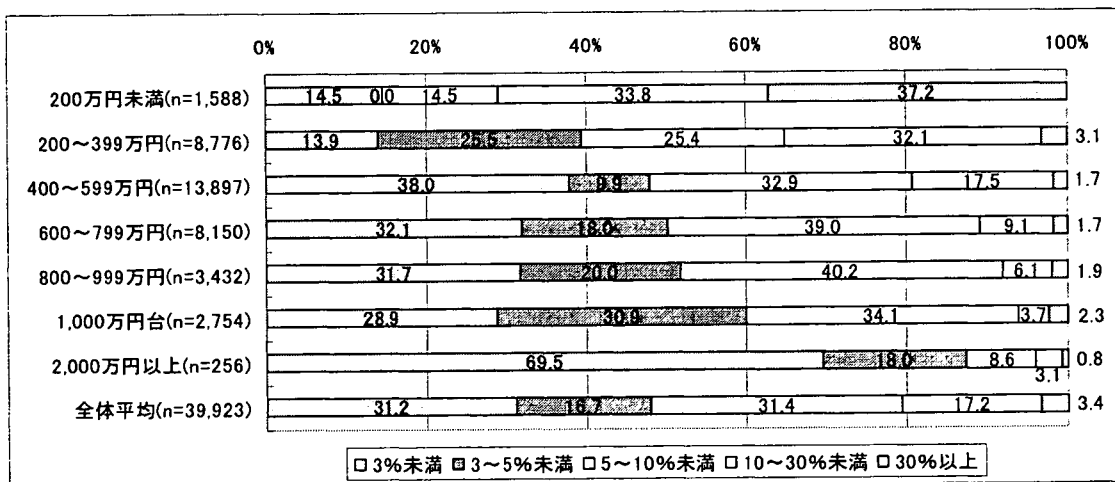 0% 20% 40% 60% 80% 100%
200万円未満(n=1,588) 14.5 0.0 14.5 33.8 37.2
200～399万円(n=8,776) 13.9 25.5 25.4 32.1 3.1
400～599万円(n=13,897) 38.0 9.9 32.9 17.5 1.7
600～799万円(n=8,150) 32.1 18.0 39.0 9.1 1.7
800～999万円(n=3,432) 31.7 20.0 40.2 6.1 1.9
1,000万円台(n=2,754) 28.9 30.9 34.1 3.7 2.3
2,000万円以上(n=256) 69.5 18.0 8.6 3.1 0.8
全体平均(n=39,923) 31.2 16.7 31.4 17.2 3.4
3%未満 3～5%未満 5～10%未満 10～30%未満 30%以上